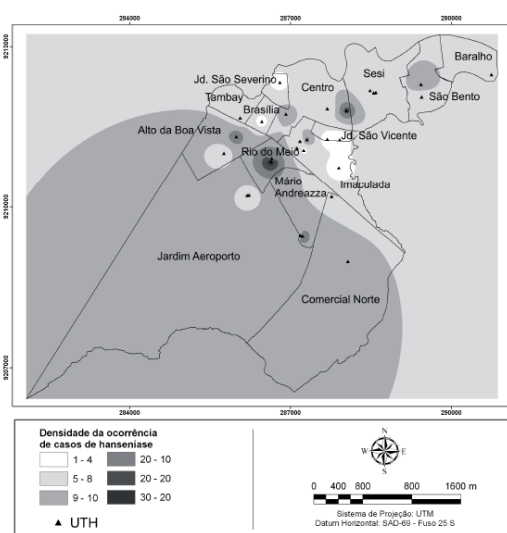 284000 287000 290000
9213000
Baralho
Sesi
Jd. São Severino
Centro
Tambay
São Bento
Brasília
Alto da Boa Vista
Jd. São Vicente
Rio do Meio
Mário
Andreazza
Imaculada
9210000
Jardim Aeroporto
Comercial Norte
9207000
284000 287000 290000
Densidade da ocorrência
de casos de hanseníase
1 - 4 20 - 10
5 - 8 20 - 20
9 - 10 30 - 20
UTH
N
W E
S
0 400 800 800 1600 m
Sistema de Projeção: UTM
Datum Horizontal: SAD-69 - Fuso 25 S